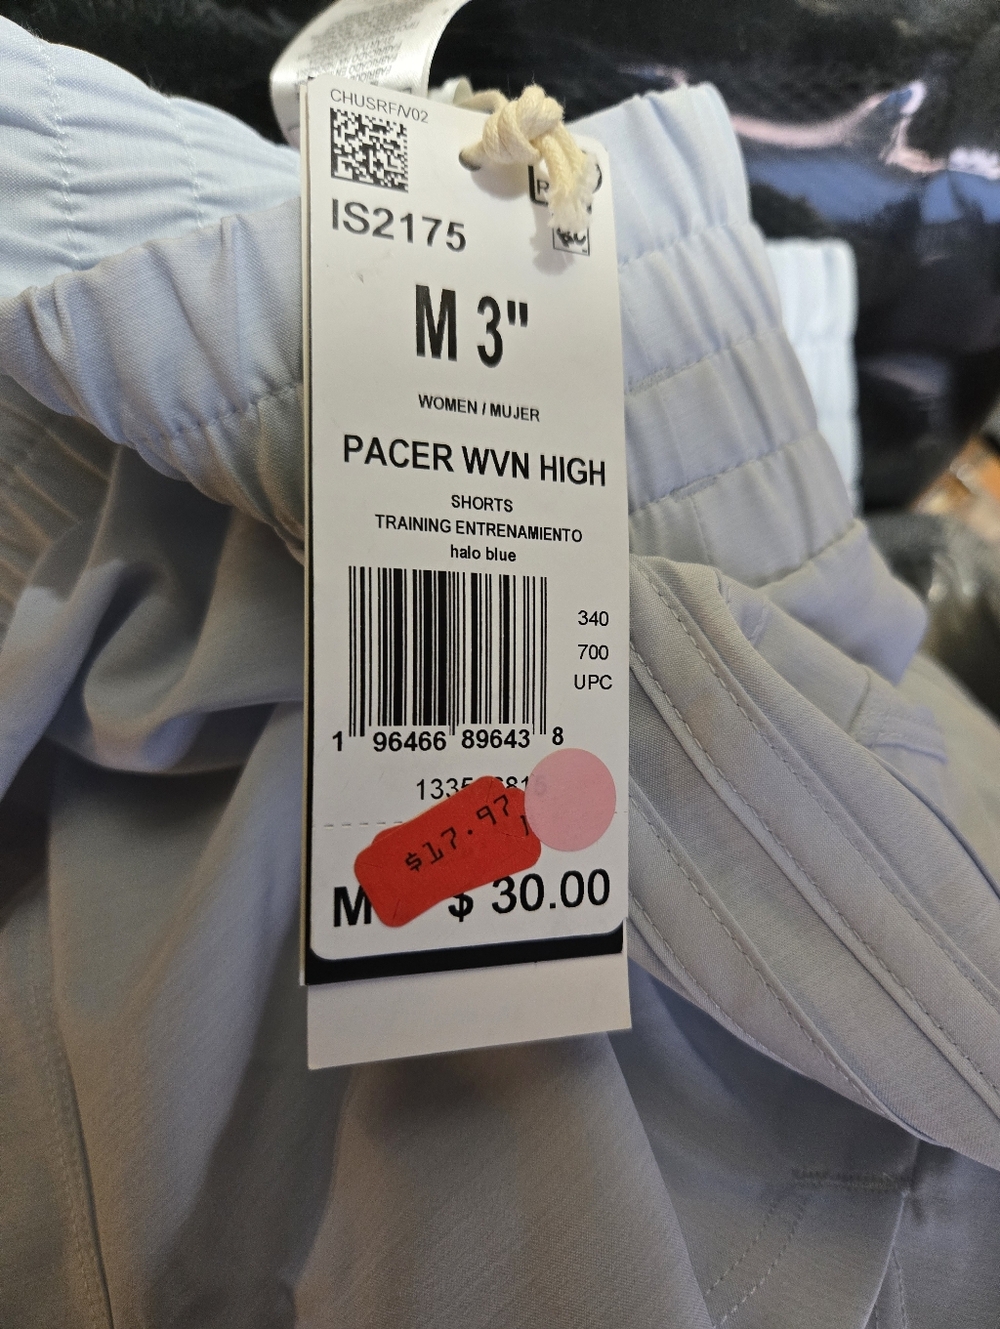 CHUSRF/V02
IS2175
M 3"
WOMEN / MUJER
PACER WVN HIGH
SHORTS
TRAINING ENTRENAMIENTO
halo blue
340
700
UPC
1 96466 89643 8
$17.97
M $ 30.00